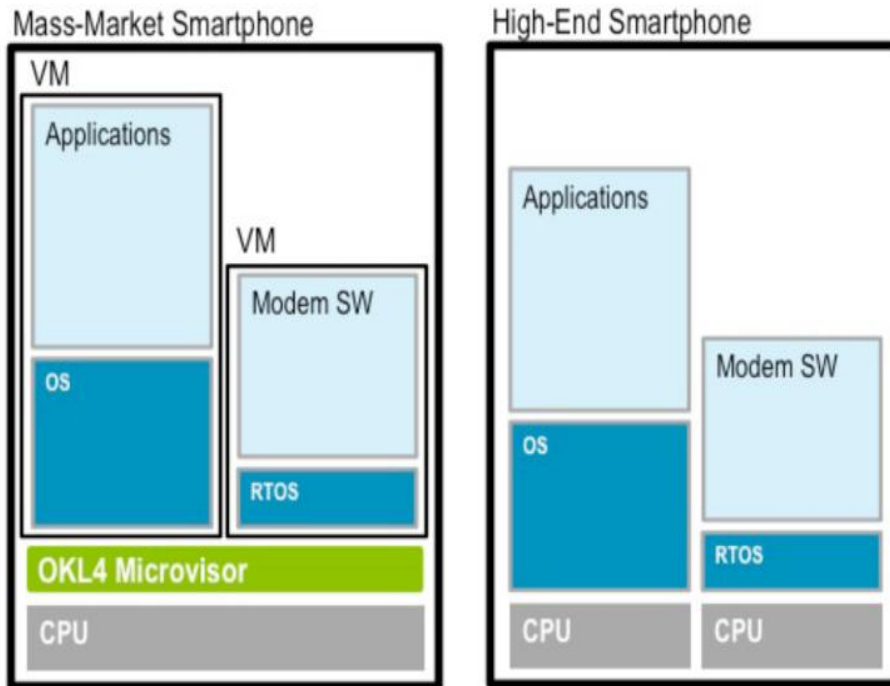 Mass-Market Smartphone
VM
Applications
OS
VM
Modem SW
RTOS
OKL4 Microvisor
CPU
High-End Smartphone
Applications
OS
CPU
Modem SW
RTOS
CPU